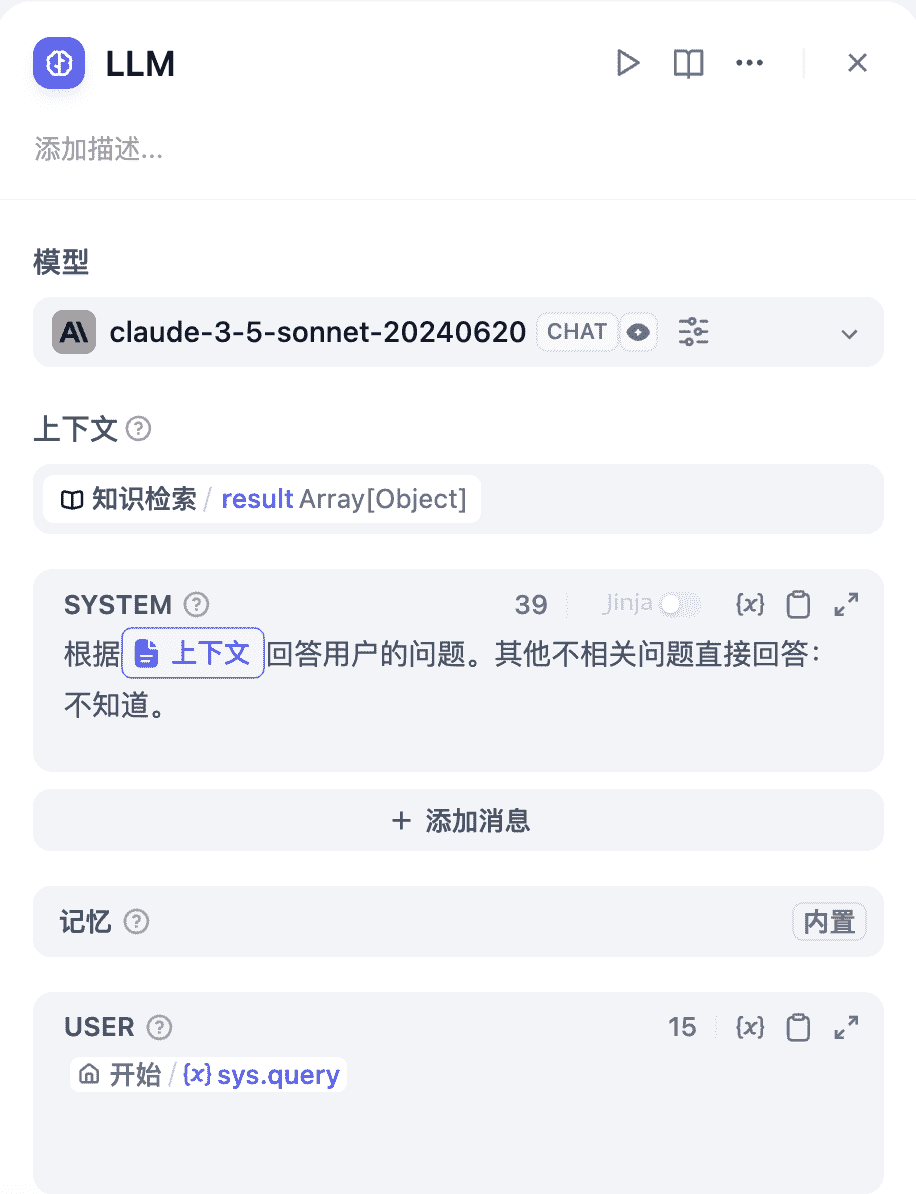 LLM
添加描述...
模型
claude-3-5-sonnet-20240620 CHAT
上下文
知识检索 / result Array[Object]
SYSTEM 39 Jinja {x}
根据 上下文 回答用户的问题。其他不相关问题直接回答：
不知道。
+ 添加消息
记忆 内置
USER 15 {x}
开始 / {x} sys.query